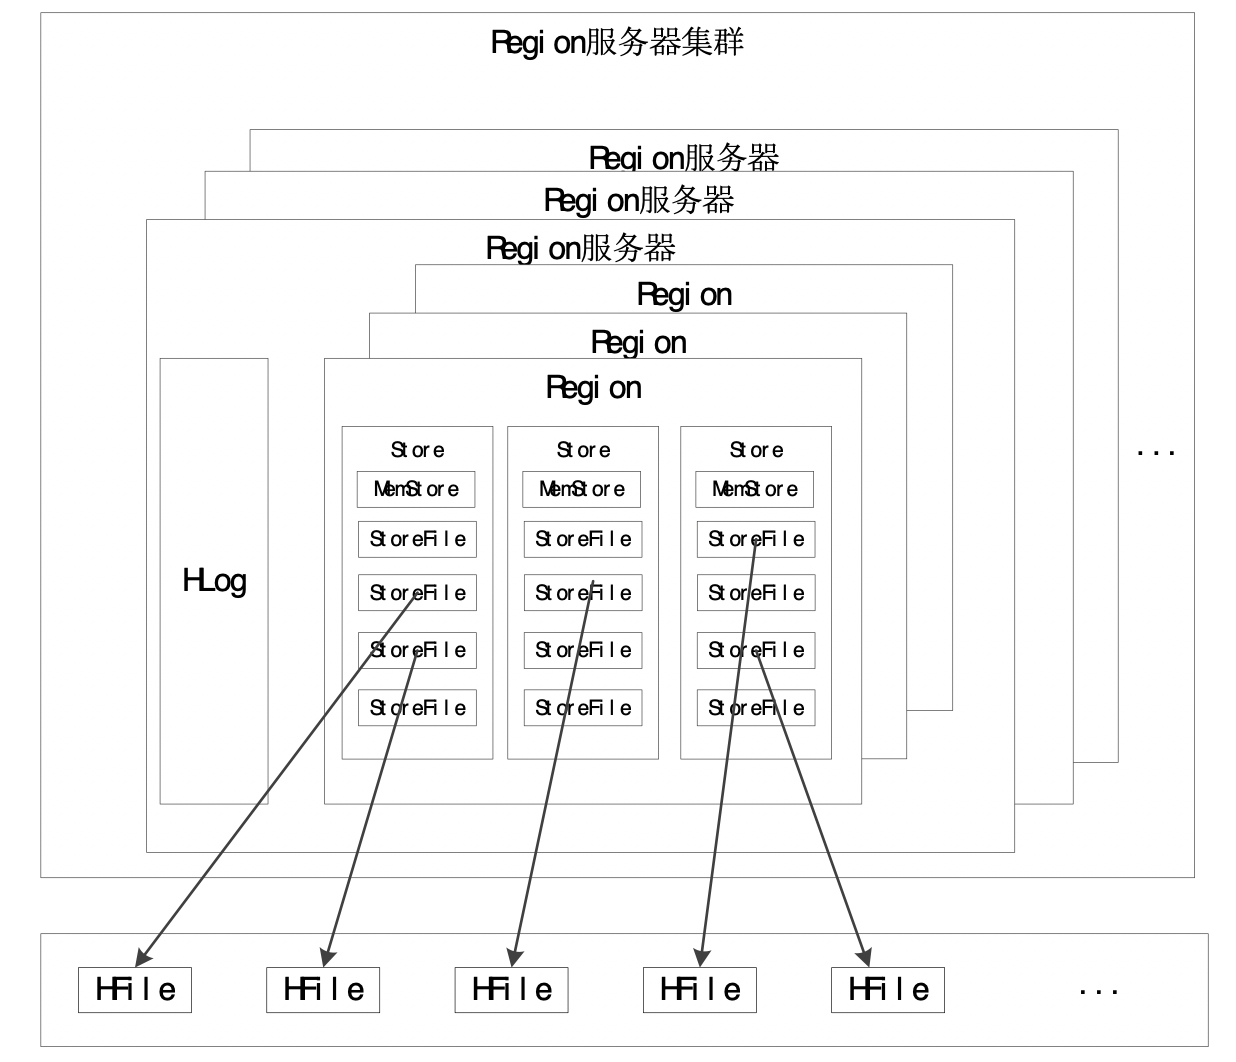 Region服务器集群
Region服务器
Region服务器
Region服务器
Region
Region
Region
HLog
Store
MemStore
StoreFile
StoreFile
StoreFile
StoreFile
Store
MemStore
StoreFile
StoreFile
StoreFile
StoreFile
Store
MemStore
StoreFile
StoreFile
StoreFile
StoreFile
...
HFile
HFile
HFile
HFile
HFile
...